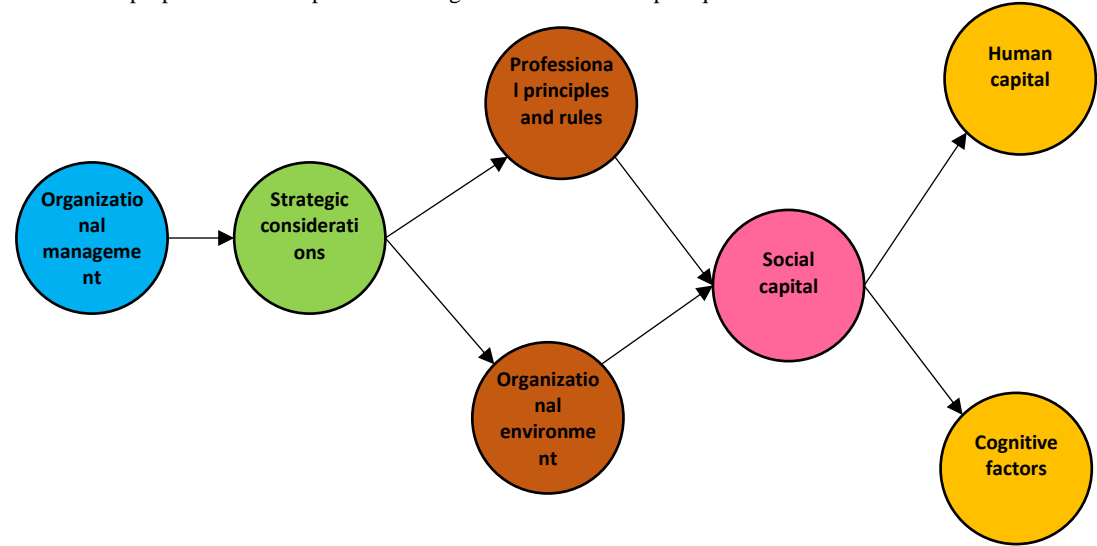 Professiona
l principles
and rules
Human
capital
Organizatio
nal
manageme
nt
Strategic
considerati
ons
Social
capital
Organizatio
nal
environme
nt
Cognitive
factors